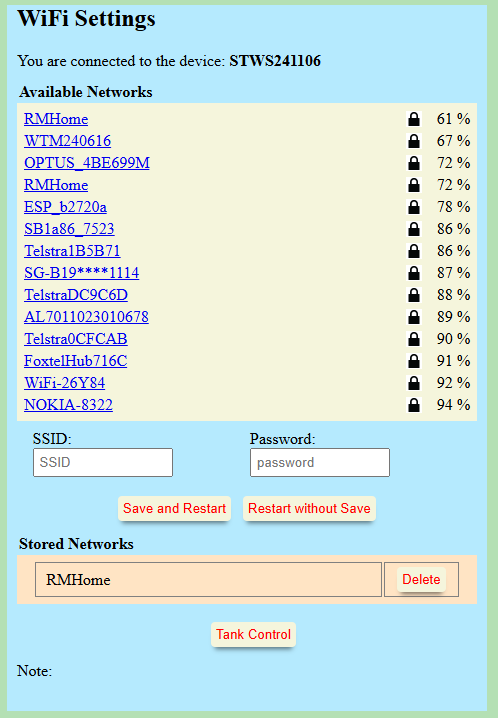 WiFi Settings
You are connected to the device: STWS241106
Available Networks
RMHome 61 %
WTM240616 67 %
OPTUS_4BE699M 72 %
RMHome 72 %
ESP_b2720a 78 %
SB1a86_7523 86 %
Telstra1B5B71 86 %
SG-B19****1114 87 %
TelstraDC9C6D 88 %
AL7011023010678 89 %
Telstra0CFCAB 90 %
FoxtelHub716C 91 %
WiFi-26Y84 92 %
NOKIA-8322 94 %
SSID: Password:
SSID password
Save and Restart Restart without Save
Stored Networks
RMHome Delete
Tank Control
Note: